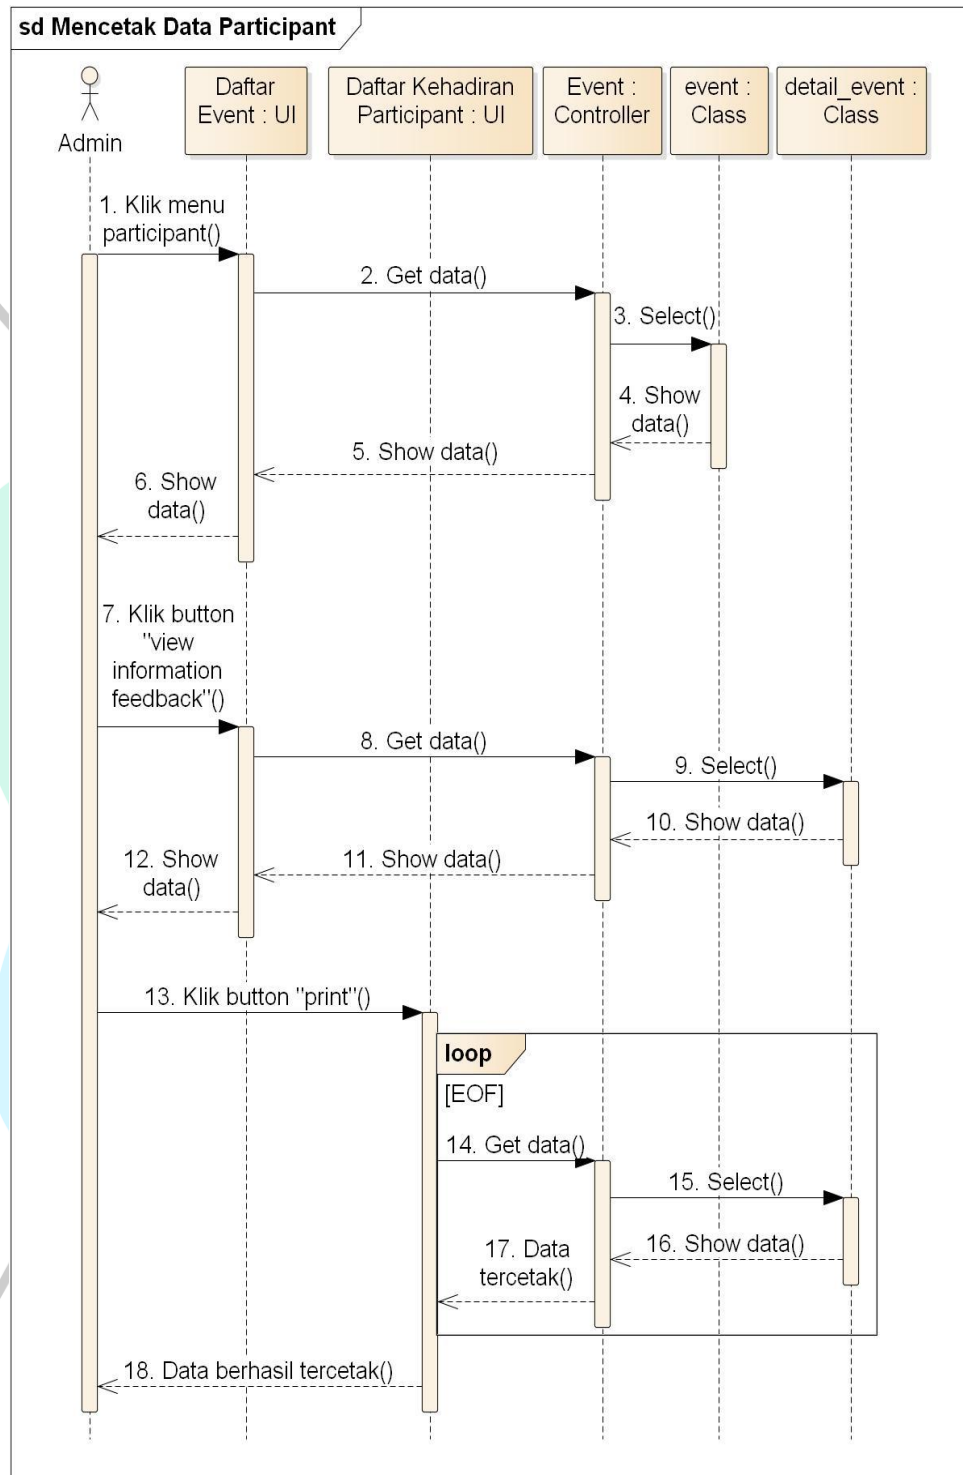 sd Mencetak Data Participant
Admin
Daftar
Event : UI
Daftar Kehadiran
Participant : UI
Event :
Controller
event :
Class
detail_event :
Class
1. Klik menu
participant()
2. Get data()
3. Select()
4. Show
data()
5. Show data()
6. Show
data()
7. Klik button
"view
information
feedback"()
8. Get data()
9. Select()
10. Show data()
11. Show data()
12. Show
data()
13. Klik button "print"()
loop
[EOF]
14. Get data()
15. Select()
16. Show data()
17. Data
tercetak()
18. Data berhasil tercetak()